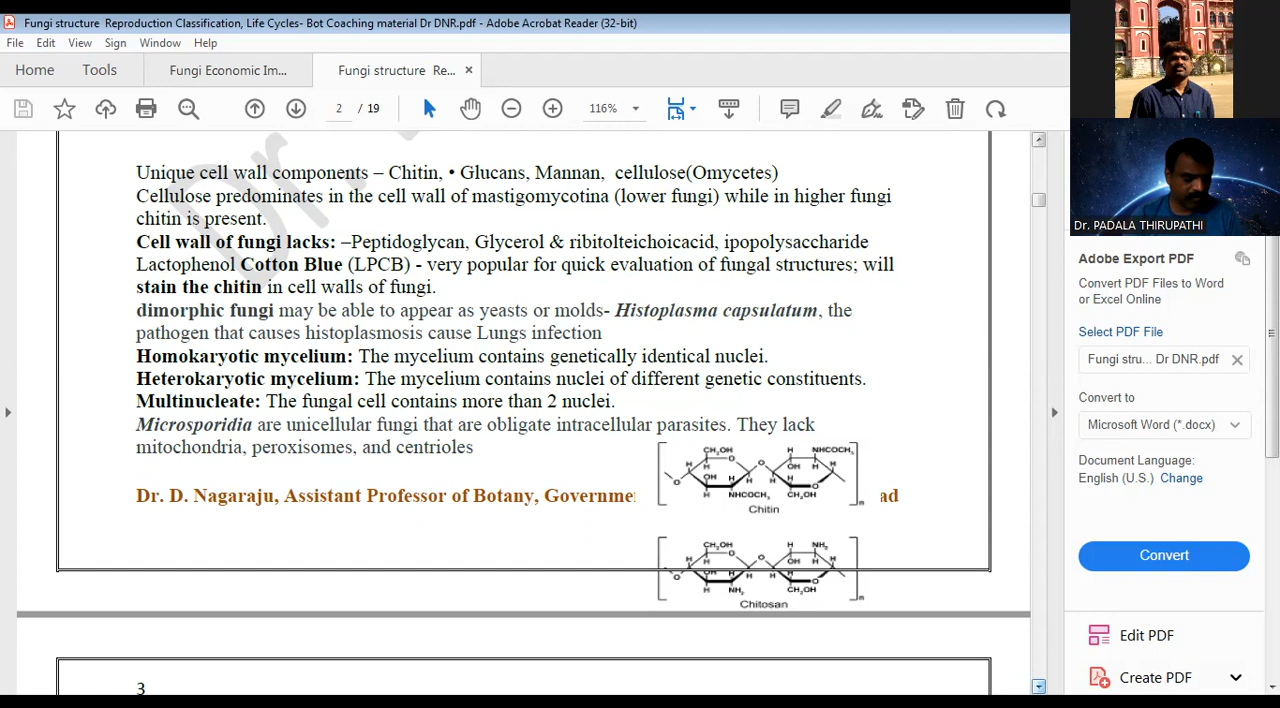 Fungi structure Reproduction Classification, Life Cycles- Bot Coaching material Dr DNR.pdf - Adobe Acrobat Reader (32-bit)
File Edit View Sign Window Help
Home Tools Fungi Economic Im... Fungi structure Re... ×
2 / 19 116%
Unique cell wall components – Chitin, • Glucans, Mannan, cellulose(Omycetes)
Cellulose predominates in the cell wall of mastigomycotina (lower fungi) while in higher fungi
chitin is present.
Cell wall of fungi lacks: –Peptidoglycan, Glycerol & ribitolteichoicacid, ipopolysaccharide
Lactophenol Cotton Blue (LPCB) - very popular for quick evaluation of fungal structures; will
stain the chitin in cell walls of fungi.
dimorphic fungi may be able to appear as yeasts or molds- Histoplasma capsulatum, the
pathogen that causes histoplasmosis cause Lungs infection
Homokaryotic mycelium: The mycelium contains genetically identical nuclei.
Heterokaryotic mycelium: The mycelium contains nuclei of different genetic constituents.
Multinucleate: The fungal cell contains more than 2 nuclei.
Microsporidia are unicellular fungi that are obligate intracellular parasites. They lack
mitochondria, peroxisomes, and centrioles
Dr. D. Nagaraju, Assistant Professor of Botany, Governme ad
Chitin
Chitosan
3
Dr. PADALA THIRUPATHI
Adobe Export PDF
Convert PDF Files to Word
or Excel Online
Select PDF File
Fungi stru... Dr DNR.pdf
Convert to
Microsoft Word (*.docx)
Document Language:
English (U.S.) Change
Convert
Edit PDF
Create PDF